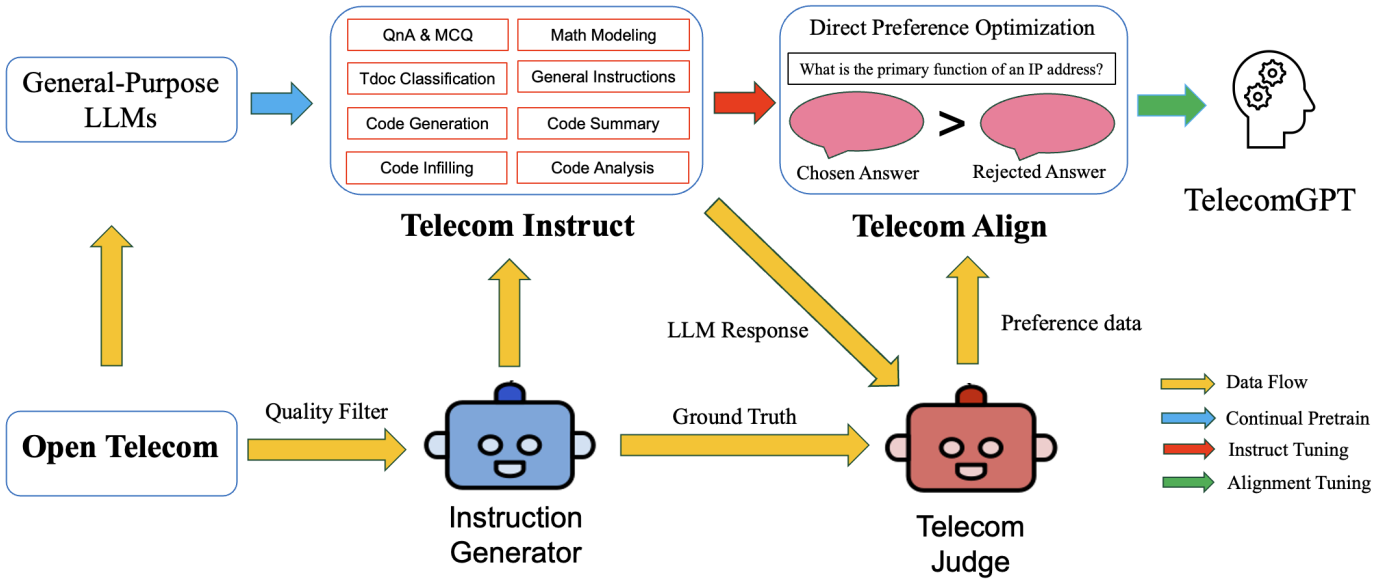 General-Purpose
LLMs
QnA & MCQ
Math Modeling
Tdoc Classification
General Instructions
Code Generation
Code Summary
Code Infilling
Code Analysis
Telecom Instruct
Direct Preference Optimization
What is the primary function of an IP address?
>
Chosen Answer
Rejected Answer
Telecom Align
TelecomGPT
LLM Response
Preference data
Open Telecom
Quality Filter
Ground Truth
Instruction
Generator
Telecom
Judge
Data Flow
Continual Pretrain
Instruct Tuning
Alignment Tuning